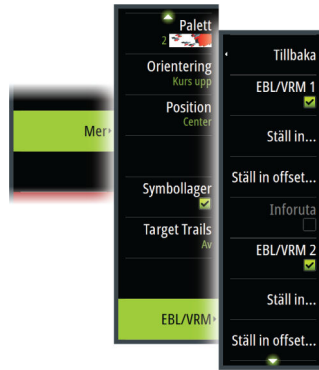 Mer
Palett
2
Orientering
Kurs upp
Position
Center
Symbollager
Target Trails
Av
EBL/VRM
Tillbaka
EBL/VRM 1
Ställ in...
Ställ in offset...
Inforuta
EBL/VRM 2
Ställ in...
Ställ in offset...